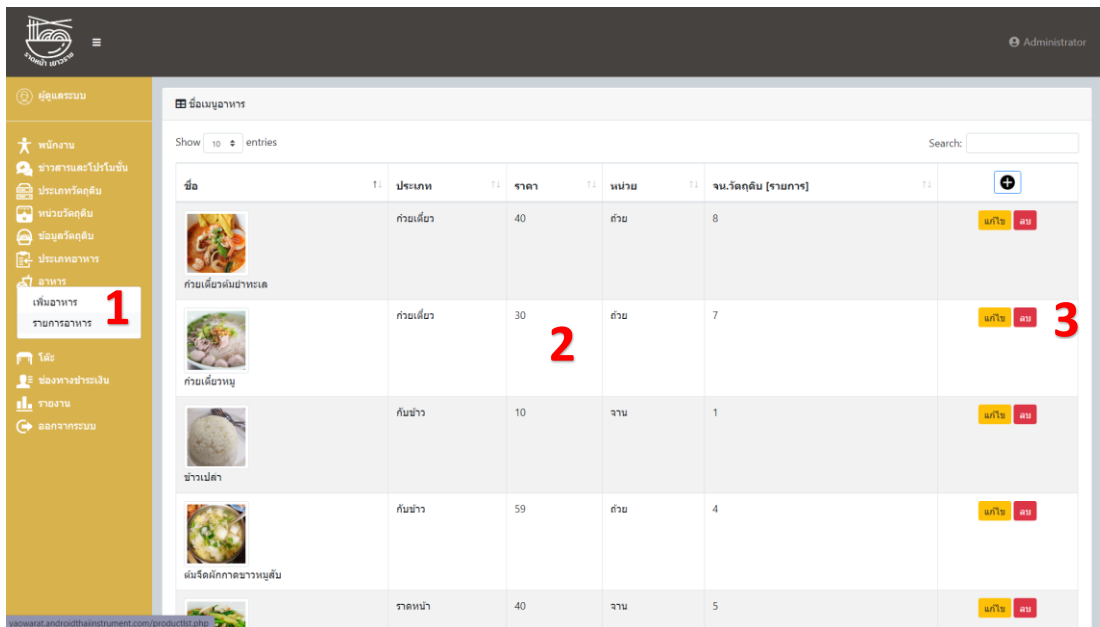 ราดหน้า เยาวราช
Administrator
ผู้ดูแลระบบ
พนักงาน
ข่าวสารและโปรโมชั่น
ประเภทวัตถุดิบ
หน่วยวัตถุดิบ
ข้อมูลวัตถุดิบ
ประเภทอาหาร
อาหาร
เพิ่มอาหาร
รายการอาหาร
1
โต๊ะ
ช่องทางชำระเงิน
รายงาน
ออกจากระบบ
ชื่อเมนูอาหาร
Show 10 entries
Search:
ชื่อ ประเภท ราคา หน่วย จน.วัตถุดิบ [รายการ]
ก๋วยเตี๋ยว 40 ถ้วย 8 แก้ไข ลบ
ก๋วยเตี๋ยวต้มยำทะเล
ก๋วยเตี๋ยว 30 ถ้วย 7 แก้ไข ลบ
2 3
ก๋วยเตี๋ยวหมู
กับข้าว 10 จาน 1 แก้ไข ลบ
ข้าวเปล่า
กับข้าว 59 ถ้วย 4 แก้ไข ลบ
ต้มจืดผักกาดขาวหมูสับ
ราดหน้า 40 จาน 5 แก้ไข ลบ
yaowarat.androidthaiinstrument.com/productlist.php